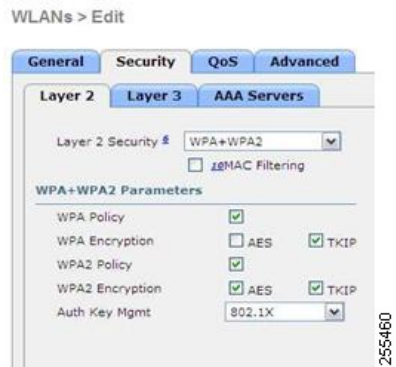 WLANs > Edit
General Security QoS Advanced
Layer 2 Layer 3 AAA Servers
Layer 2 Security 6 WPA+WPA2
10MAC Filtering
WPA+WPA2 Parameters
WPA Policy
WPA Encryption AES TKIP
WPA2 Policy
WPA2 Encryption AES TKIP
Auth Key Mgmt 802.1X
255460